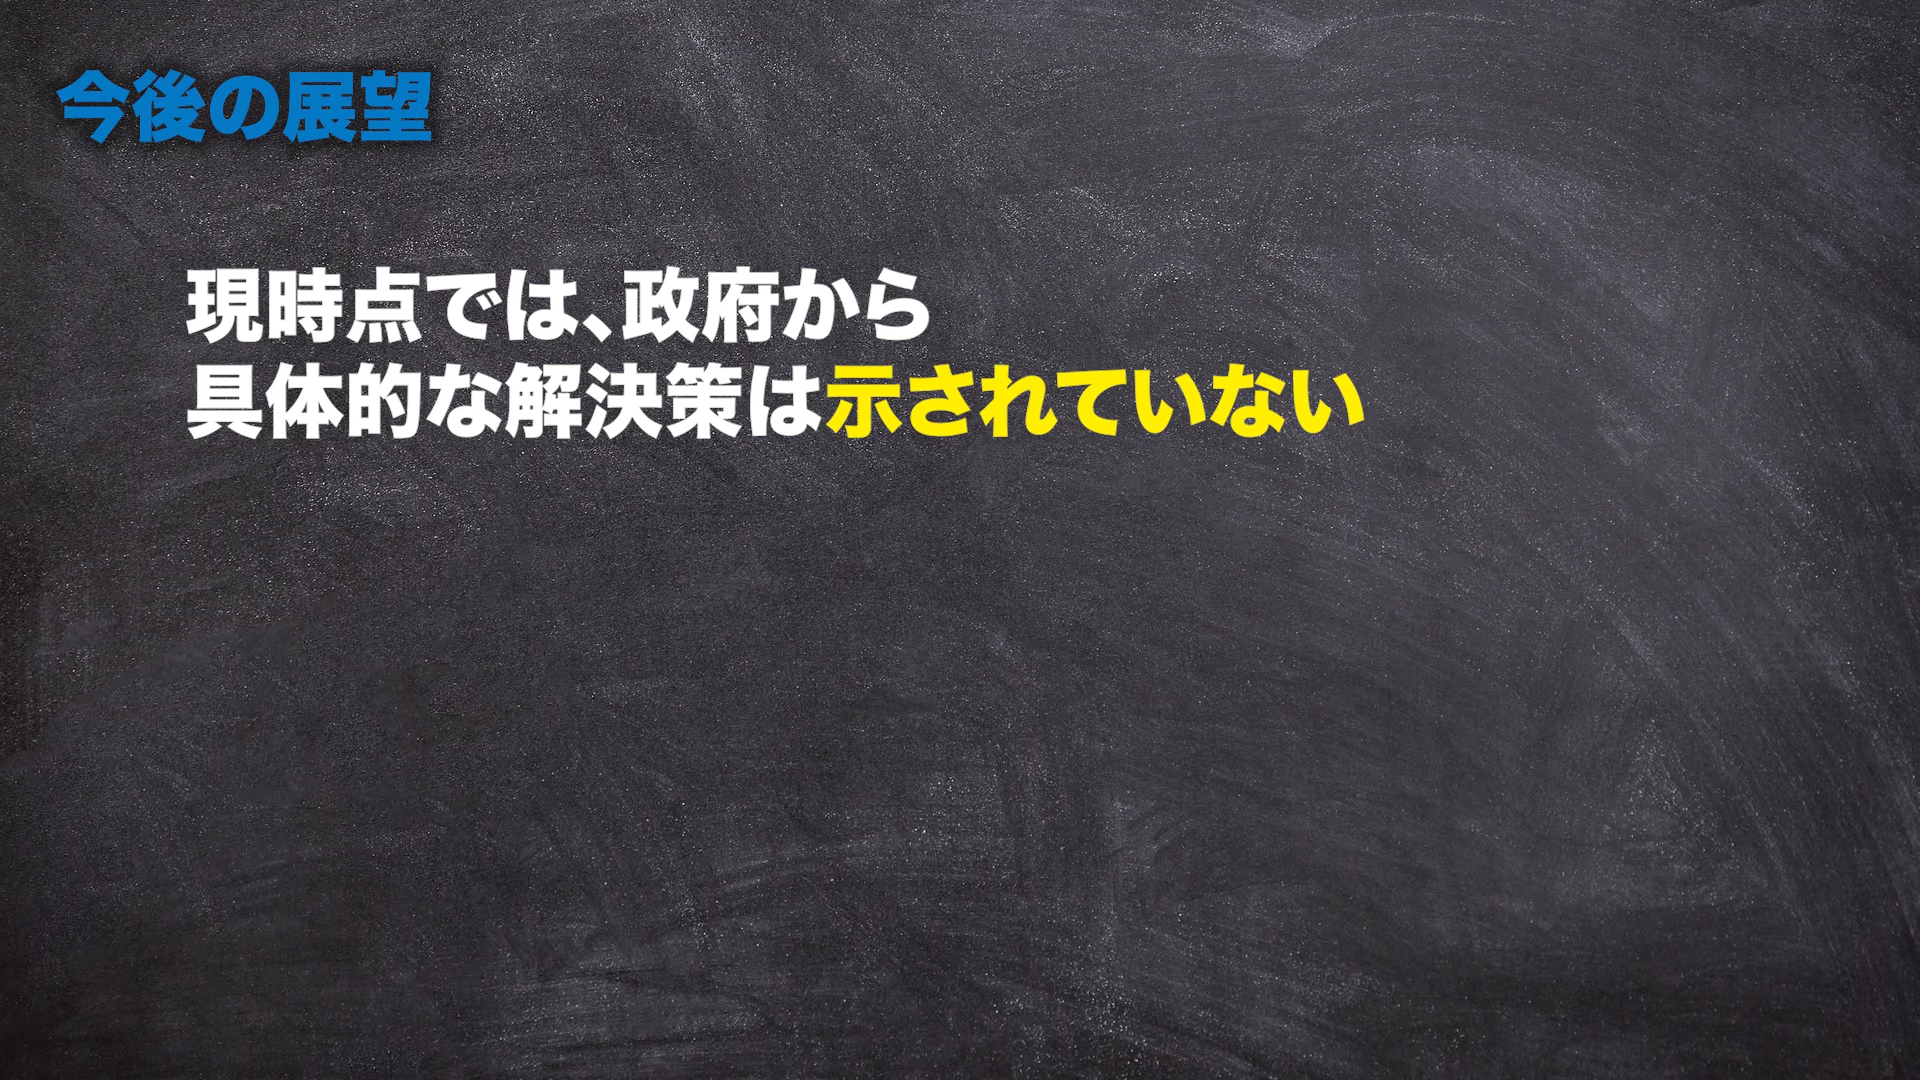 今後の展望
現時点では、政府から
具体的な解決策は示されていない